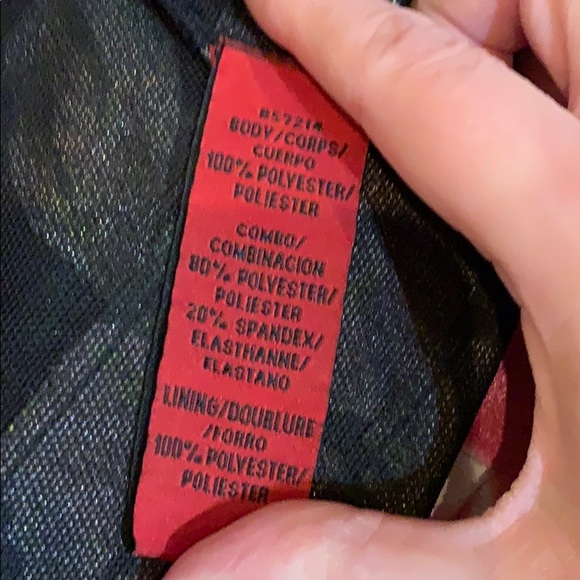 #57214
BODY/CORPS/
CUERPO
100% POLYESTER/
POLIESTER
COMBO/
COMBINACION
80% POLYESTER/
POLIESTER
20% SPANDEX/
ELASTHANNE/
ELASTANO
LINING/DOUBLURE
/FORRO
100% POLYESTER/
POLIESTER